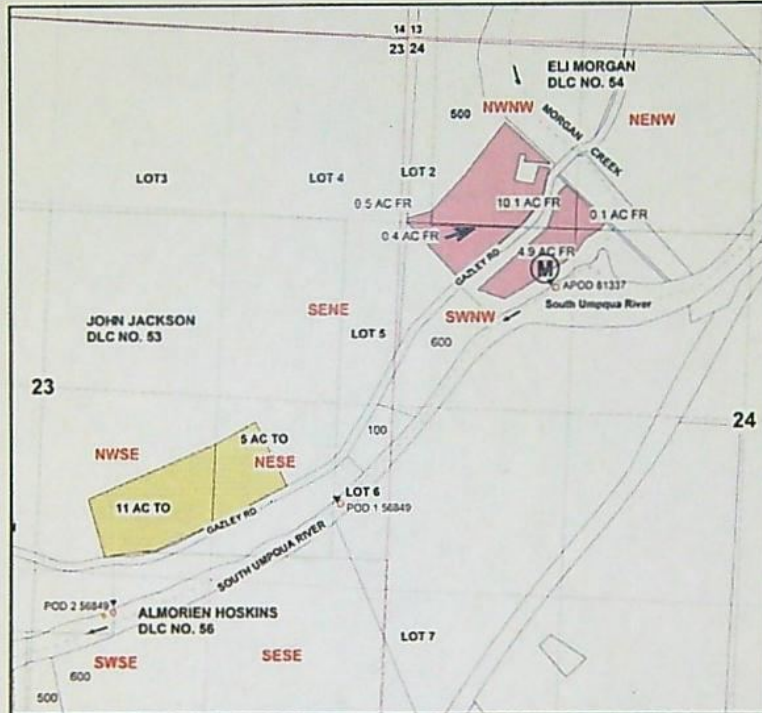 14 13
23 24
ELI MORGAN
DLC NO. 54
NWNW
500
MORGAN
CREEK
NENW
LOT3
LOT 4
LOT 2
0.5 AC FR
10.1 AC FR
0.1 AC FR
0.4 AC FR
4.9 AC FR
GAZLEY RD
M
APOD 81337
South Umpqua River
SWNW
SENE
JOHN JACKSON
DLC NO. 53
LOT 5
600
23
24
100
5 AC TO
NWSE
NESE
11 AC TO
LOT 6
POD 1 56849
GAZLEY RD
SOUTH UMPQUA RIVER
POD 2 56849
ALMORIEN HOSKINS
DLC NO. 56
LOT 7
SWSE
SESE
600
500